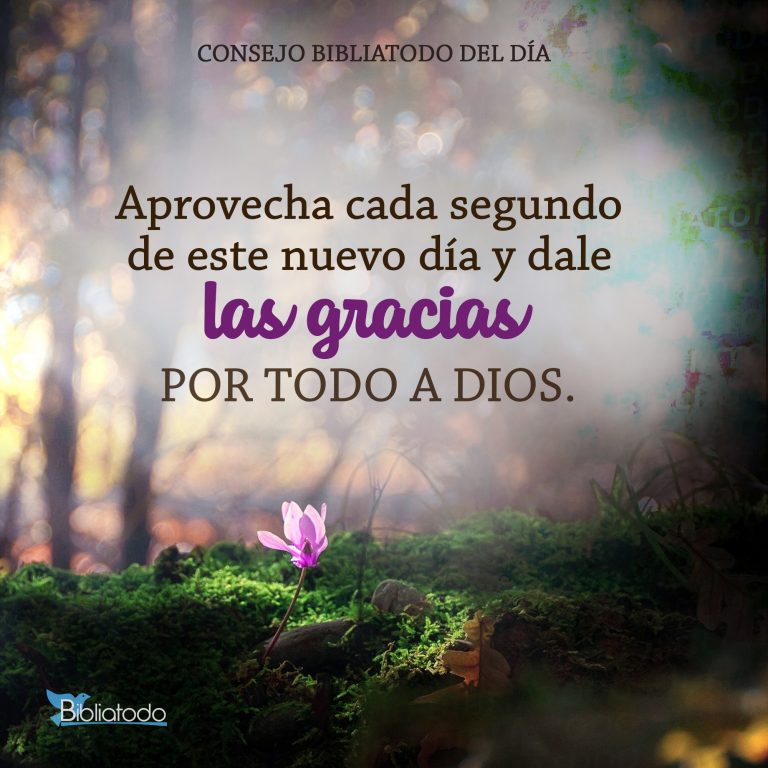 CONSEJO BIBLIATODO DEL DÍA
Aprovecha cada segundo
de este nuevo día y dale
las gracias
POR TODO A DIOS.
Bibliatodo